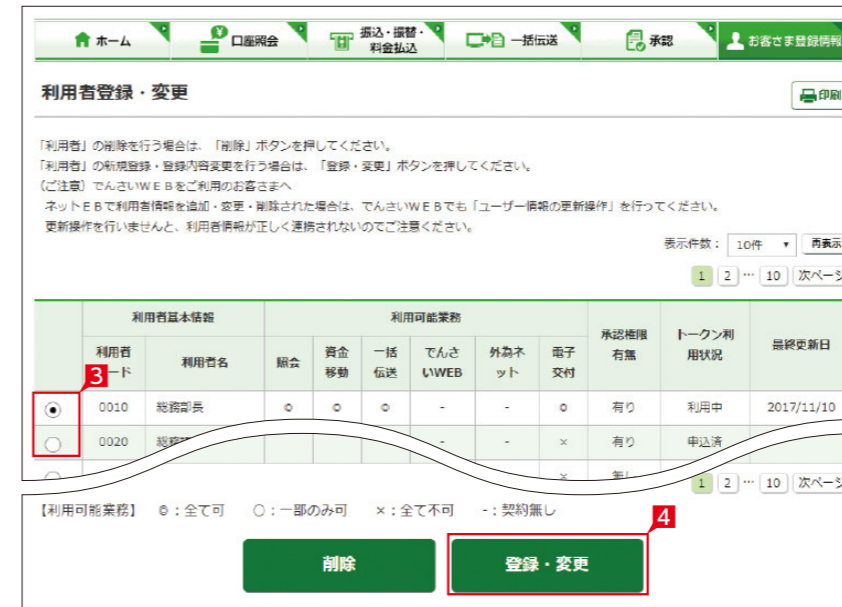 ホーム 口座照会 振込・振替・料金払込 一括伝送 承認 お客さま登録情報
利用者登録・変更
印刷
「利用者」の削除を行う場合は、「削除」ボタンを押してください。
「利用者」の新規登録・登録内容変更を行う場合は、「登録・変更」ボタンを押してください。
(ご注意)でんさいWEBをご利用のお客さまへ
ネットEBで利用者情報を追加・変更・削除された場合は、でんさいWEBでも「ユーザー情報の更新操作」を行ってください。
更新操作を行いませんと、利用者情報が正しく連携されないのでご注意ください。
表示件数: 10件 再表示
1 2 … 10 次ページ
利用者基本情報 利用可能業務 承認権限有無 トークン利用状況 最終更新日
利用者 ード 利用者名 照会 資金移動 一括伝送 でんさいWEB 外為ネット 電子交付
3
0010 総務部長 ◎ ◎ ◎ - - ◎ 有り 利用中 2017/11/10
0020 - - × 有り 申込済
× 無し
1 2 … 10 次ページ
【利用可能業務】 ◎:全て可 ○:一部のみ可 ×:全て不可 -:契約無し
4
削除 登録・変更